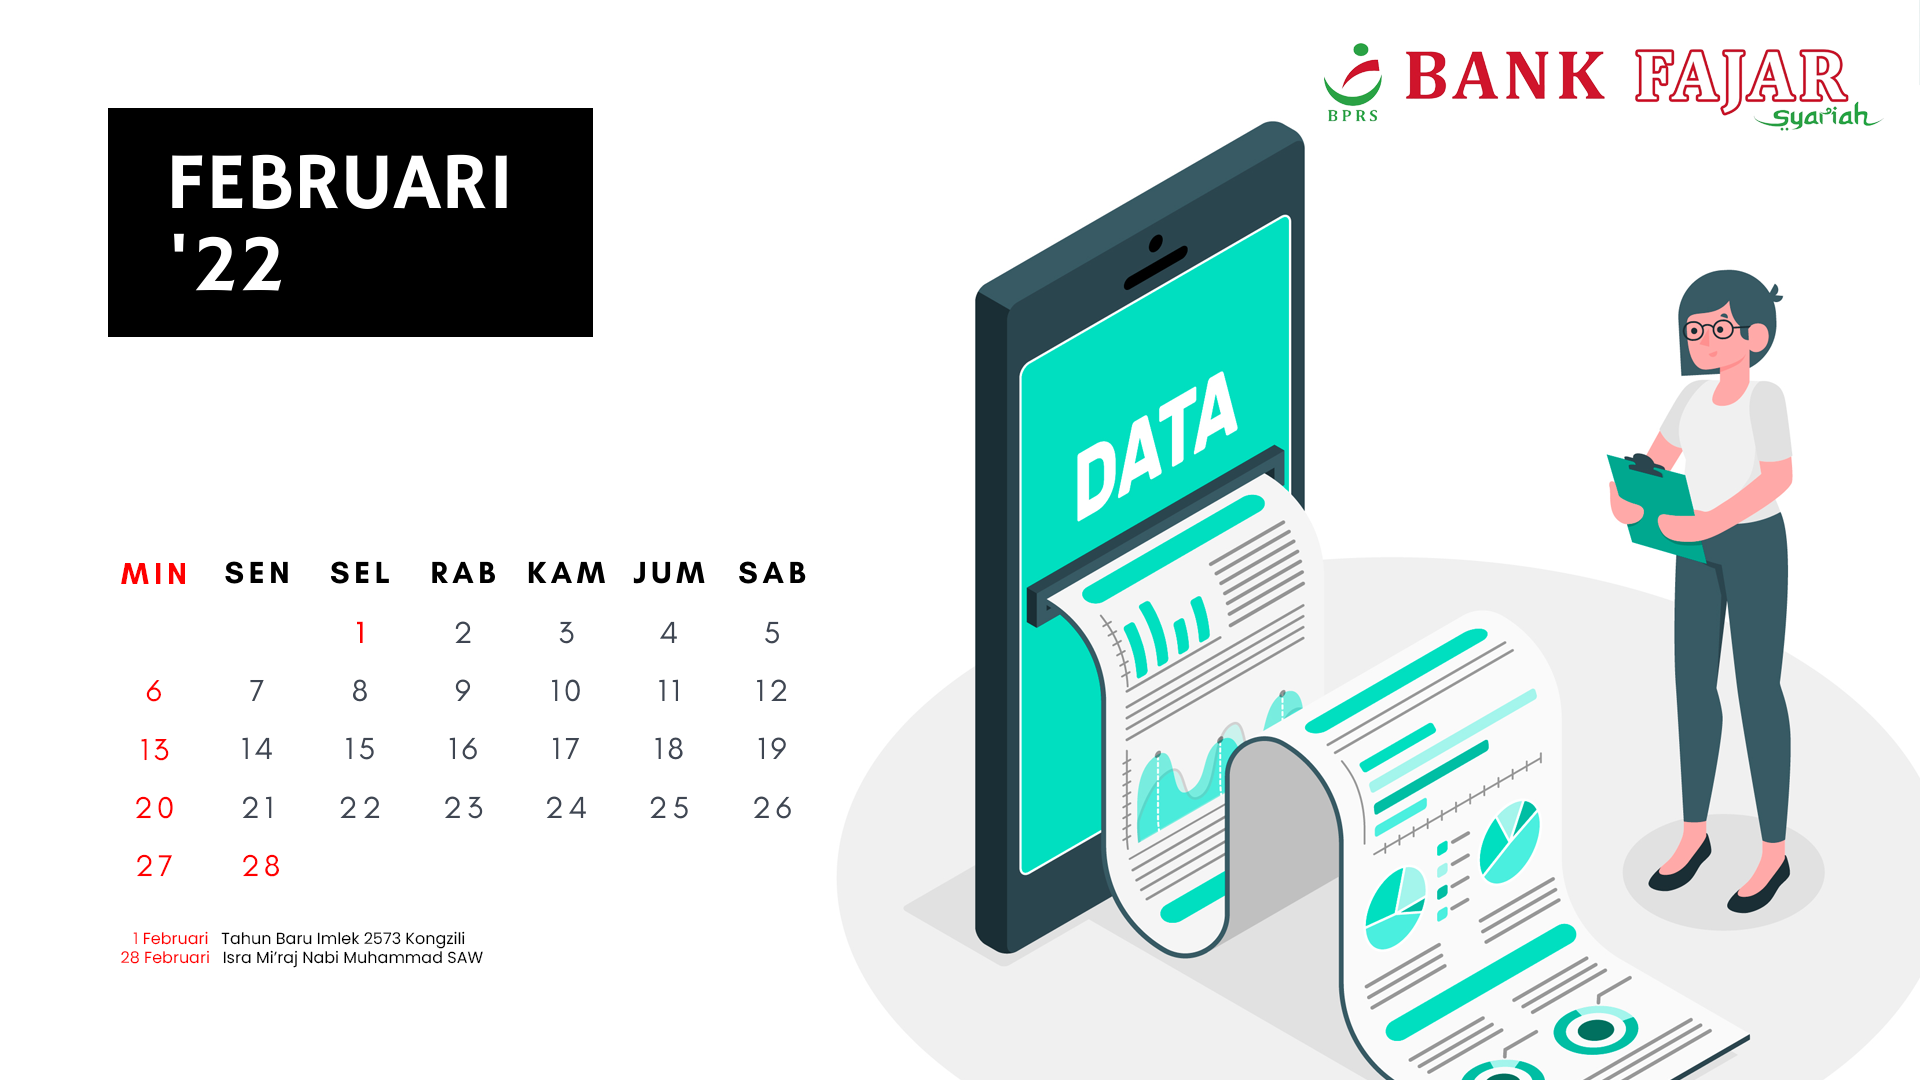 BPRS
BANK FAJAR
syariah
FEBRUARI
'22
DATA
MIN SEN SEL RAB KAM JUM SAB
1 2 3 4 5
6 7 8 9 10 11 12
13 14 15 16 17 18 19
20 21 22 23 24 25 26
27 28
1 Februari Tahun Baru Imlek 2573 Kongzili
28 Februari Isra Mi’raj Nabi Muhammad SAW